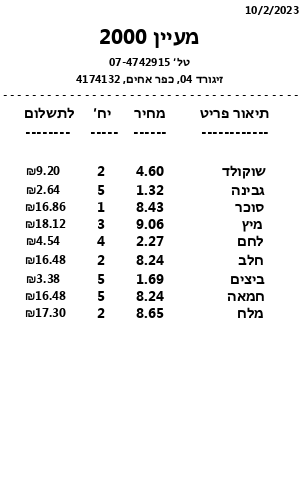 10/2/2023
מעיין 2000
טל׳ 07-4742915
זיגורד 04, כפר אחים, 4174132
- - - - - - - - - - - - - - - - - - - - - - - - - - - - - - - - - - - - - - - - -
תיאור פריט מחיר יח׳ לתשלום
------------ ------ ----- --------
שוקולד 4.60 2 ₪9.20
גבינה 1.32 5 ₪2.64
סוכר 8.43 1 ₪16.86
מיץ 9.06 3 ₪18.12
לחם 2.27 4 ₪4.54
חלב 8.24 2 ₪16.48
ביצים 1.69 5 ₪3.38
חמאה 8.24 5 ₪16.48
מלח 8.65 2 ₪17.30